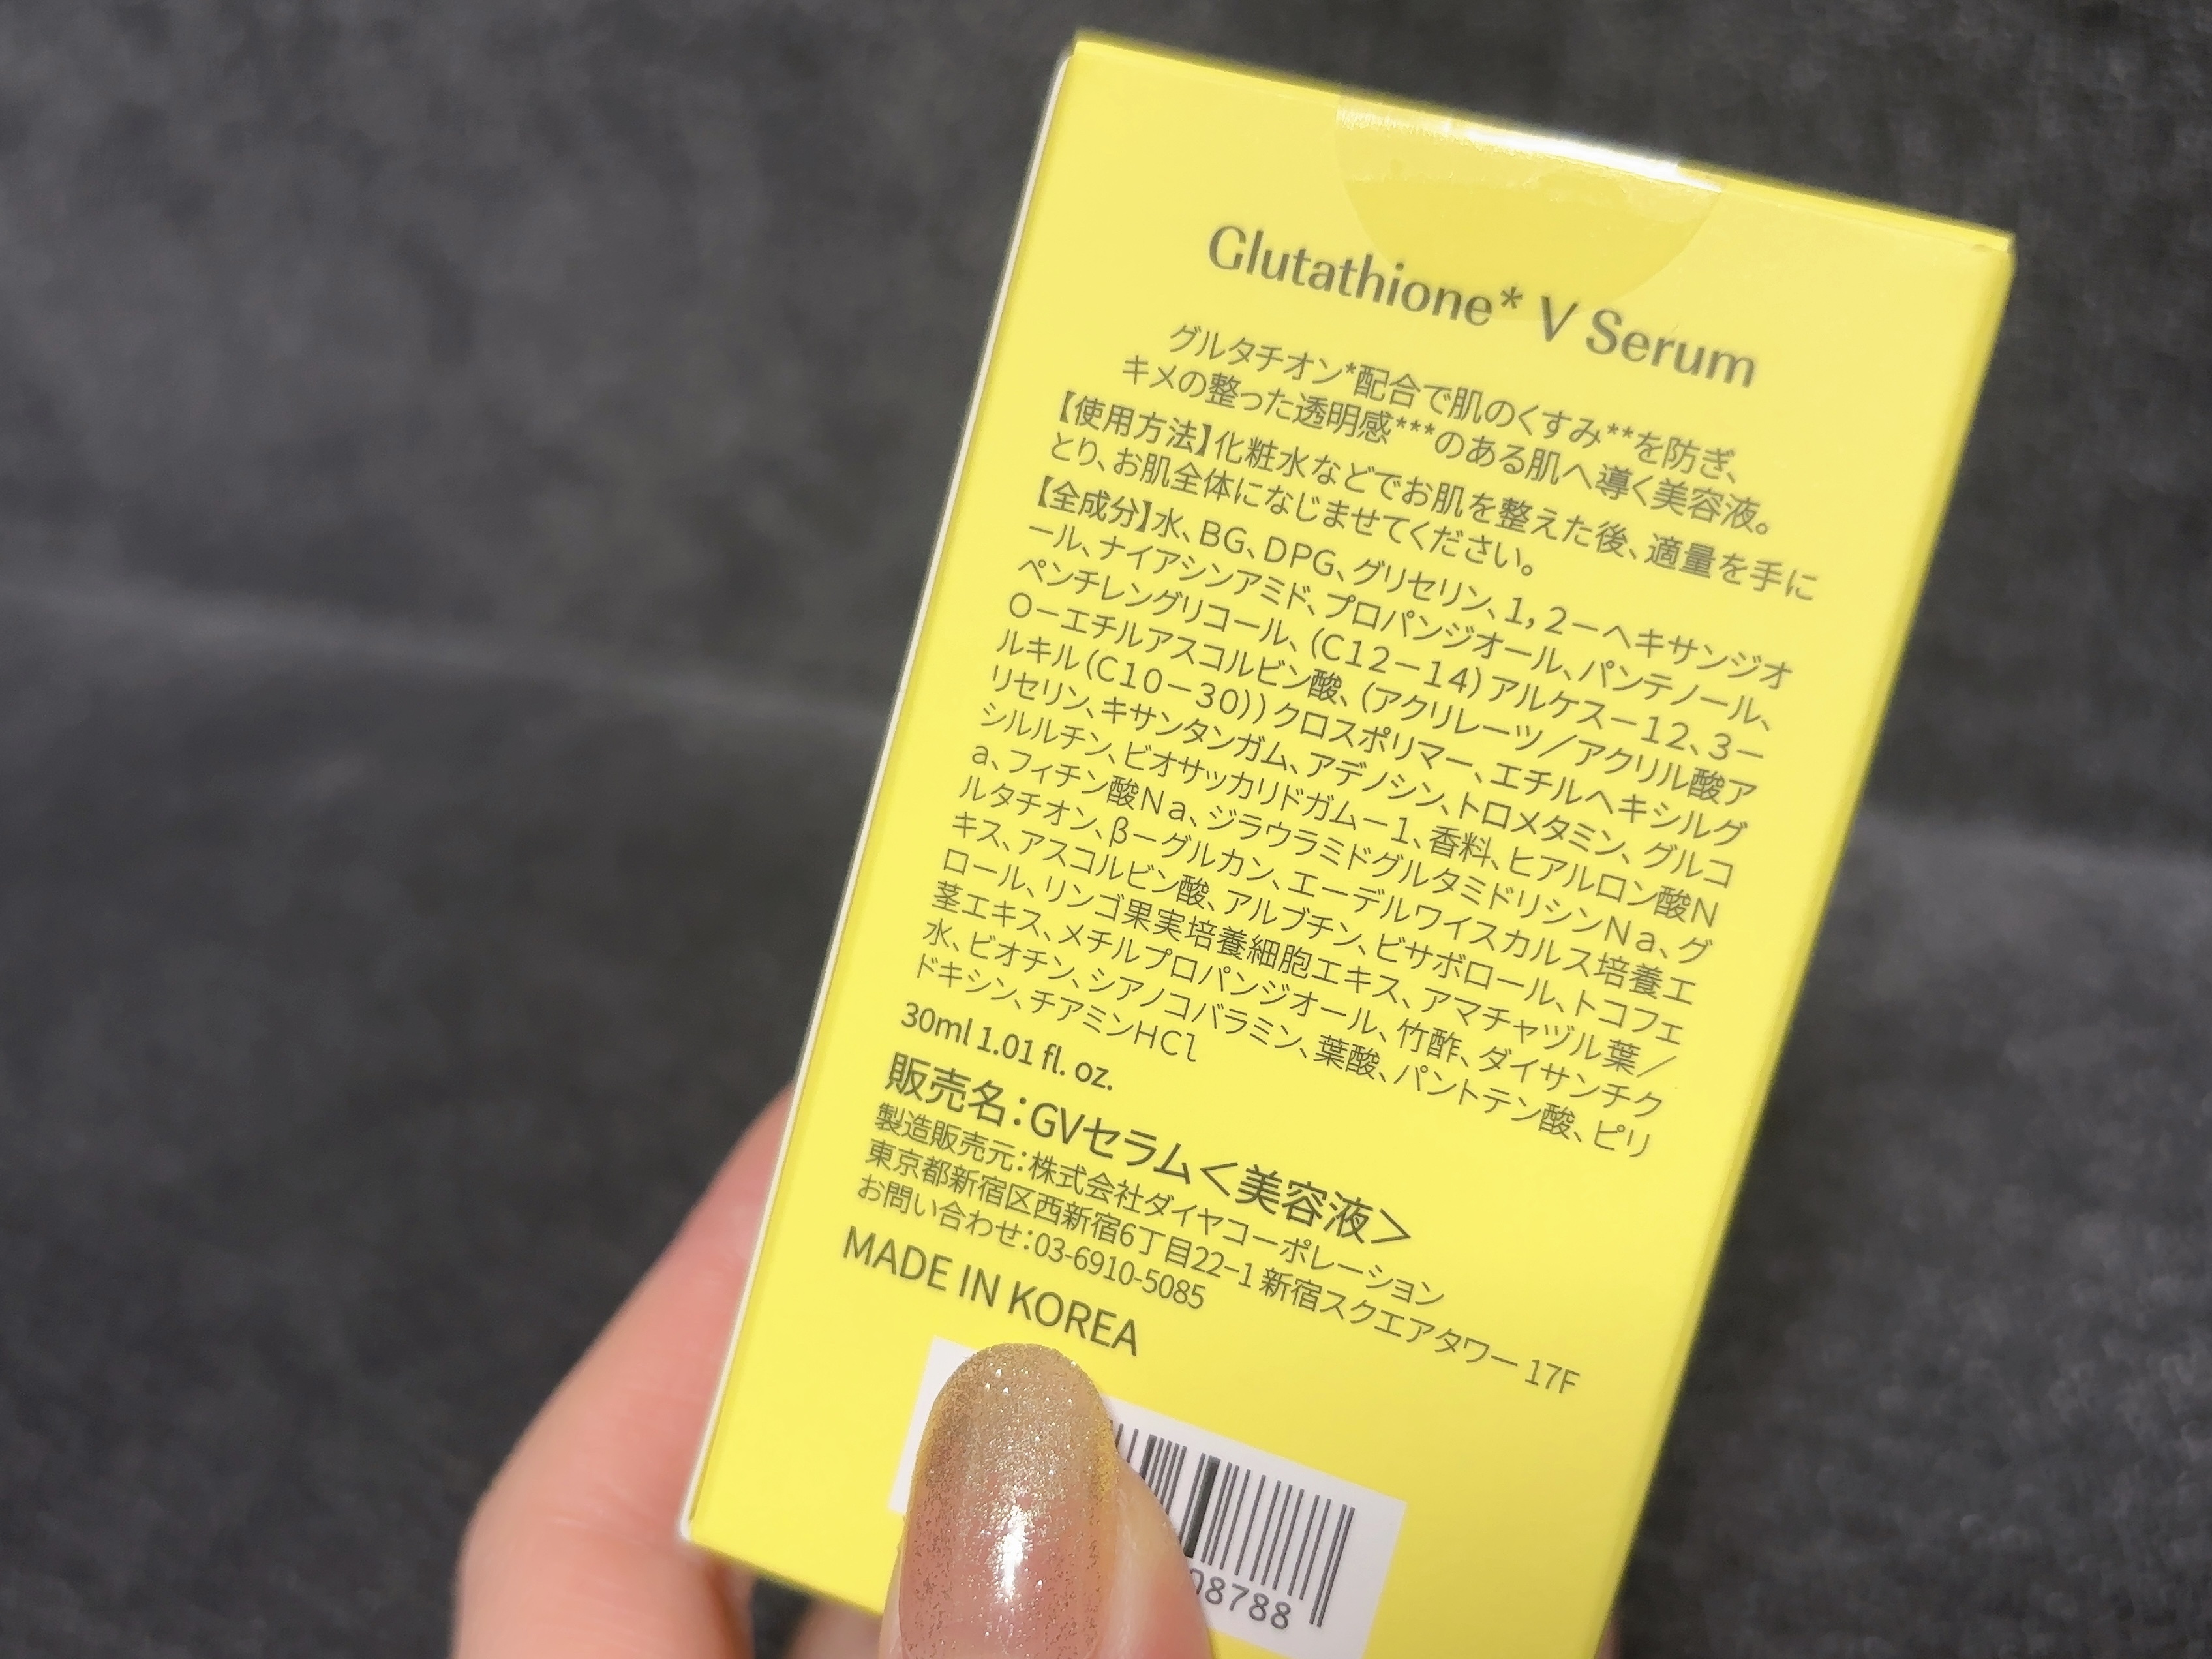 Glutathione* V Serum
グルタチオン*配合で肌のくすみ**を防ぎ、
キメの整った透明感***のある肌へ導く美容液。
【使用方法】化粧水などでお肌を整えた後、適量を手に
とり、お肌全体になじませてください。
【全成分】水、BG、DPG、グリセリン、1，2－ヘキサンジオ
ール、ナイアシンアミド、プロパンジオール、パンテノール、
ペンチレングリコール、（C12－14）アルケス－12、3－
O－エチルアスコルビン酸、（アクリレーツ／アクリル酸ア
ルキル（C10－30））クロスポリマー、エチルヘキシルグ
リセリン、キサンタンガム、アデノシン、トロメタミン、グルコ
シルルチン、ビオサッカリドガム－1、香料、ヒアルロン酸N
a、フィチン酸Na、ジラウラミドグルタミドリシンNa、グ
ルタチオン、β－グルカン、エーデルワイスカルス培養エ
キス、アスコルビン酸、アルブチン、ビサボロール、トコフェ
ロール、リンゴ果実培養細胞エキス、アマチャヅル葉／
茎エキス、メチルプロパンジオール、竹酢、ダイサンチク
水、ビオチン、シアノコバラミン、葉酸、パントテン酸、ピリ
ドキシン、チアミンHCl
30ml 1.01 fl. oz.
販売名：GVセラム＜美容液＞
製造販売元：株式会社ダイヤコーポレーション
東京都新宿区西新宿6丁目22-1 新宿スクエアタワー 17F
お問い合わせ：03-6910-5085
MADE IN KOREA
08788